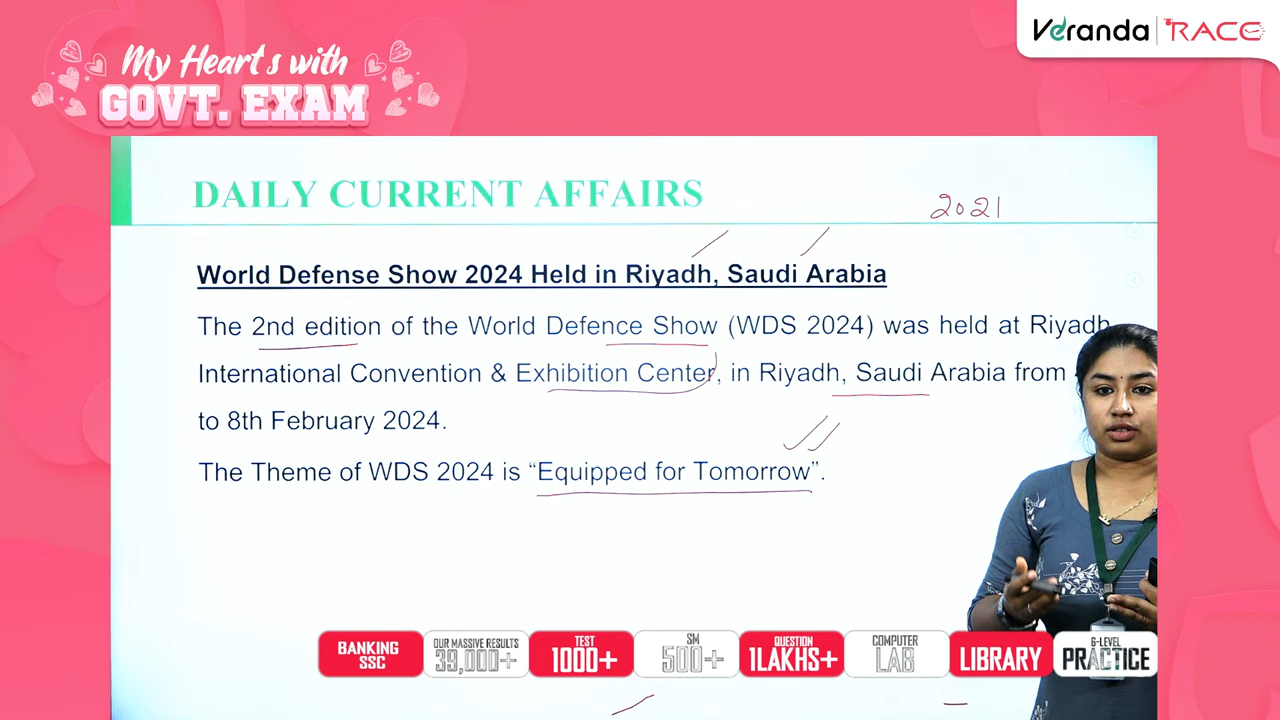 Veranda RACE
My Heart s with
GOVT. EXAM
DAILY CURRENT AFFAIRS
2021
World Defense Show 2024 Held in Riyadh, Saudi Arabia
The 2nd edition of the World Defence Show (WDS 2024) was held at Riyadh
International Convention & Exhibition Center, in Riyadh, Saudi Arabia from
to 8th February 2024.
The Theme of WDS 2024 is “Equipped for Tomorrow”.
BANKING SSC
OUR MASSIVE RESULTS 39,000+
TEST 1000+
SM 500+
QUESTION 1LAKHS+
COMPUTER LAB
LIBRARY
6-LEVEL PRACTICE